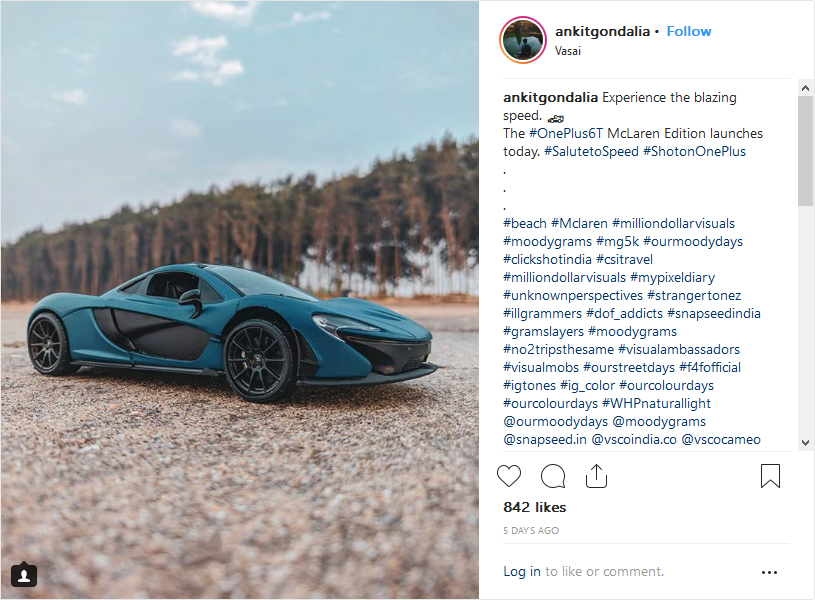 ankitgondalia • Follow
Vasai
ankitgondalia Experience the blazing
speed. 🏎
The #OnePlus6T McLaren Edition launches
today. #SalutetoSpeed #ShotonOnePlus
.
.
.
#beach #Mclaren #milliondollarvisuals
#moodygrams #mg5k #ourmoodydays
#clickshotindia #csitravel
#milliondollarvisuals #mypixeldiary
#unknownperspectives #strangertonez
#illgrammers #dof_addicts #snapseedindia
#gramslayers #moodygrams
#no2tripsthesame #visualambassadors
#visualmobs #ourstreetdays #f4fofficial
#igtones #ig_color #ourcolourdays
#ourcolourdays #WHPnaturallight
@ourmoodydays @moodygrams
@snapseed.in @vscoindia.co @vscocameo
842 likes
5 DAYS AGO
Log in to like or comment.